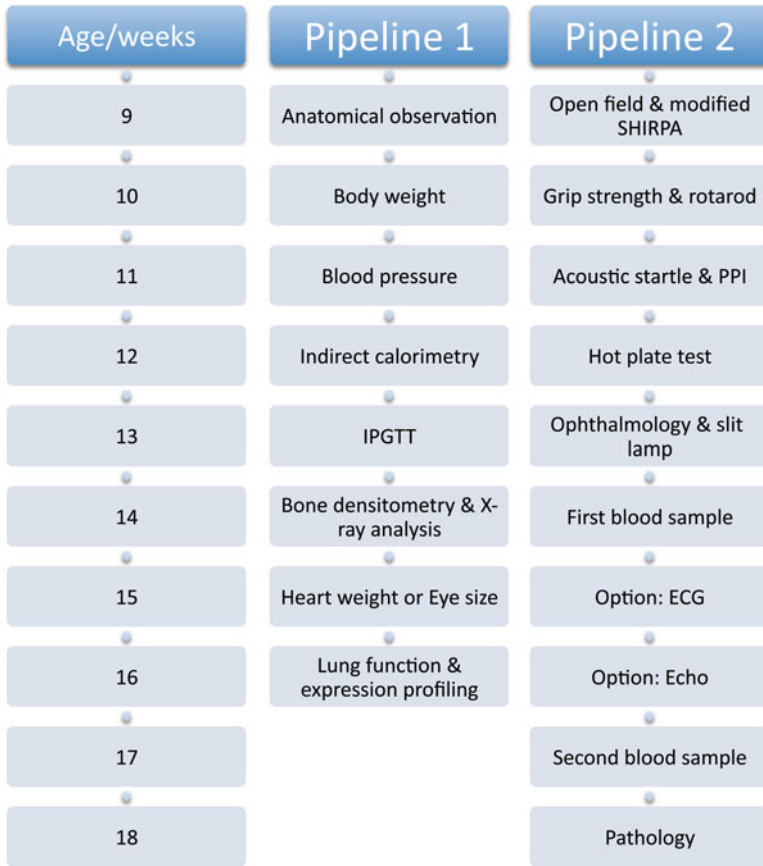 Age/weeks
Pipeline 1
Pipeline 2
9
Anatomical observation
Open field & modified
SHIRPA
10
Body weight
Grip strength & rotarod
11
Blood pressure
Acoustic startle & PPI
12
Indirect calorimetry
Hot plate test
13
IPGTT
Ophthalmology & slit
lamp
14
Bone densitometry & X-
ray analysis
First blood sample
15
Heart weight or Eye size
Option: ECG
16
Lung function &
expression profiling
Option: Echo
17
Second blood sample
18
Pathology